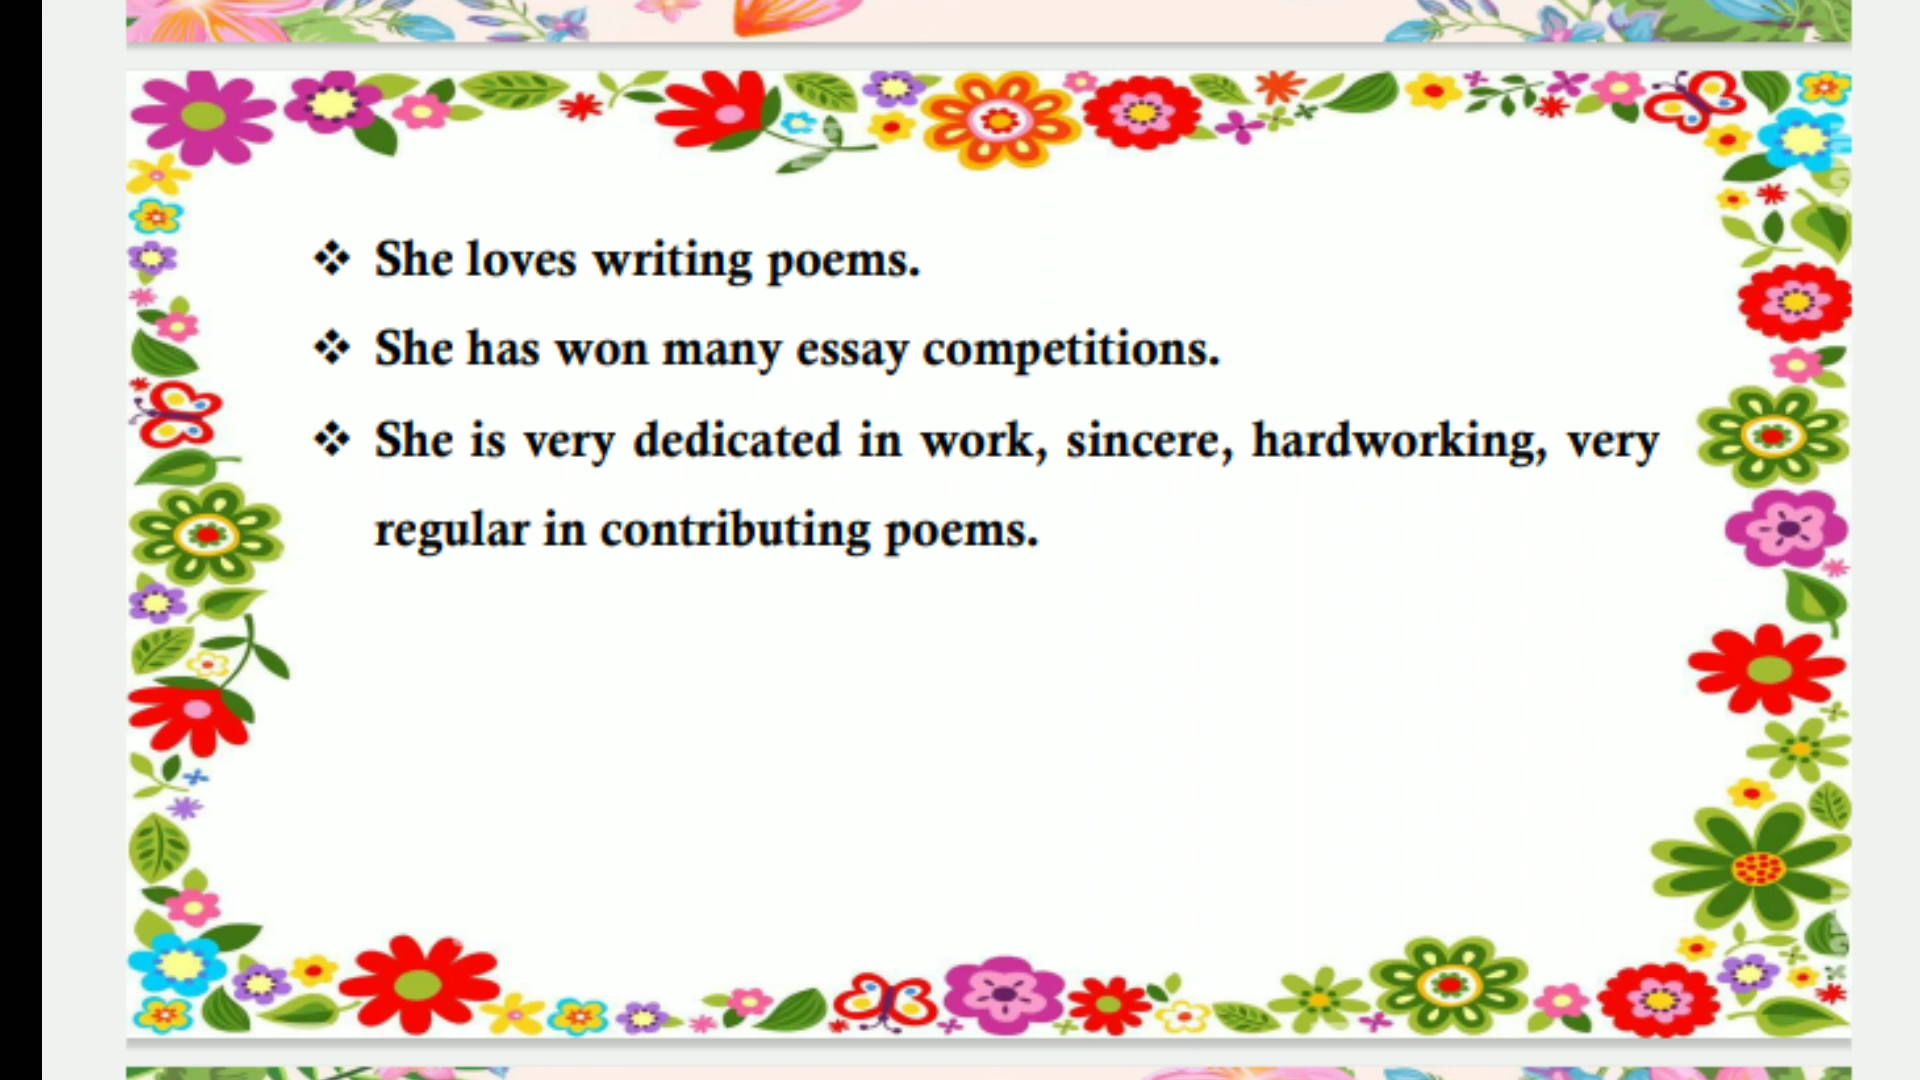 ❖ She loves writing poems.
❖ She has won many essay competitions.
❖ She is very dedicated in work, sincere, hardworking, very
regular in contributing poems.